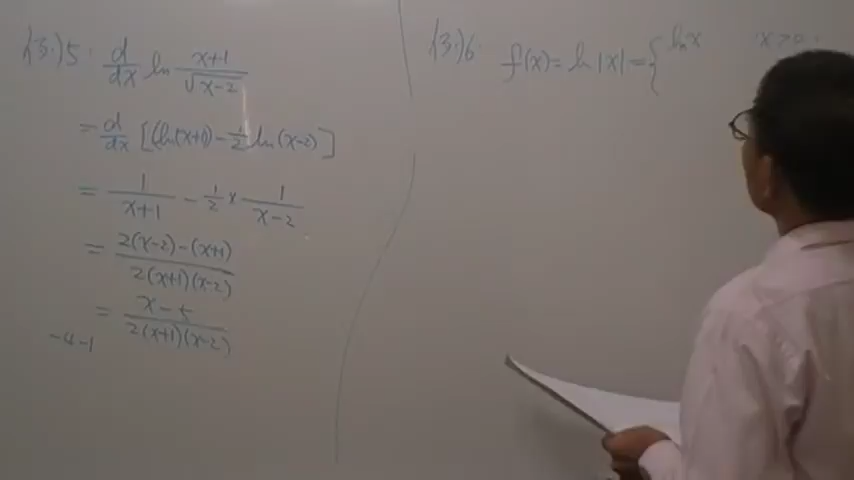 (3.)5. d/dx ln (x+1)/√(x-2)
= d/dx [(ln(x+1) - 1/2 ln(x-2)]
= 1/(x+1) - 1/2 × 1/(x-2)
= (2(x-2)-(x+1))/(2(x+1)(x-2))
= (x-5)/(2(x+1)(x-2))
-4-1
(3.)6. f(x) = ln|x| = { ln x x>0